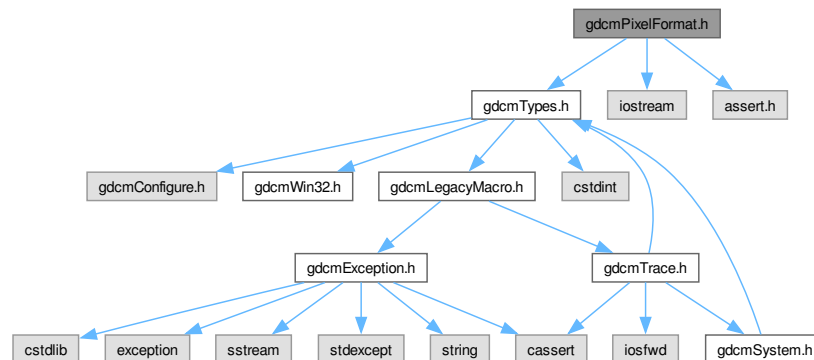 gdcmPixelFormat.h
gdcmTypes.h
iostream
assert.h
gdcmConfigure.h
gdcmWin32.h
gdcmLegacyMacro.h
cstdint
gdcmException.h
gdcmTrace.h
cstdlib
exception
sstream
stdexcept
string
cassert
iosfwd
gdcmSystem.h